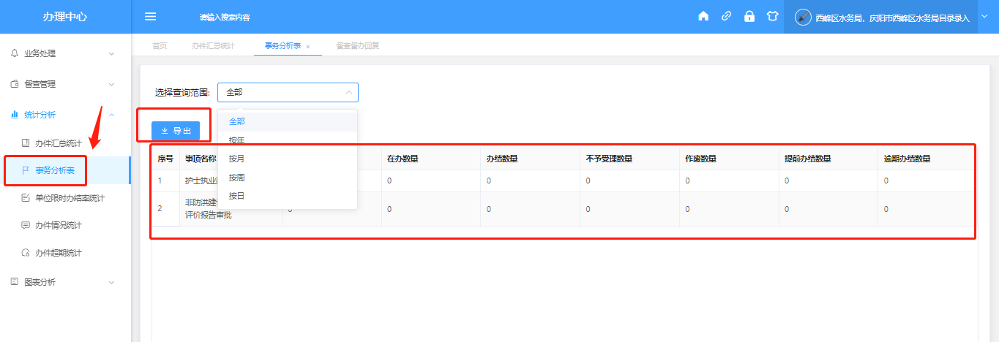 办理中心
请输入搜索内容
西峰区水务局，庆阳市西峰区水务局目录录入
首页
办件汇总统计
事务分析表 ×
督查督办回复
业务处理
督查管理
统计分析
办件汇总统计
事务分析表
单位限时办结率统计
办件情况统计
办件超期统计
图表分析
选择查询范围:
全部
导出
全部
按年
按月
按周
按日
序号 事项名称 在办数量 办结数量 不予受理数量 作废数量 提前办结数量 逾期办结数量
1 护士执业 0 0 0 0 0 0
2 非防洪建 0 0 0 0 0 0
评价报告审批